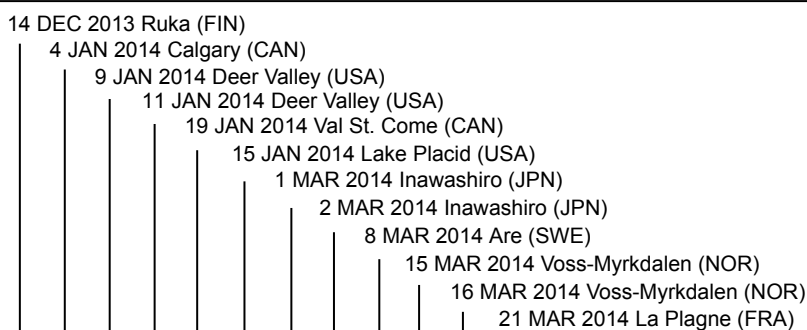 14 DEC 2013 Ruka (FIN)
4 JAN 2014 Calgary (CAN)
9 JAN 2014 Deer Valley (USA)
11 JAN 2014 Deer Valley (USA)
19 JAN 2014 Val St. Come (CAN)
15 JAN 2014 Lake Placid (USA)
1 MAR 2014 Inawashiro (JPN)
2 MAR 2014 Inawashiro (JPN)
8 MAR 2014 Are (SWE)
15 MAR 2014 Voss-Myrkdalen (NOR)
16 MAR 2014 Voss-Myrkdalen (NOR)
21 MAR 2014 La Plagne (FRA)